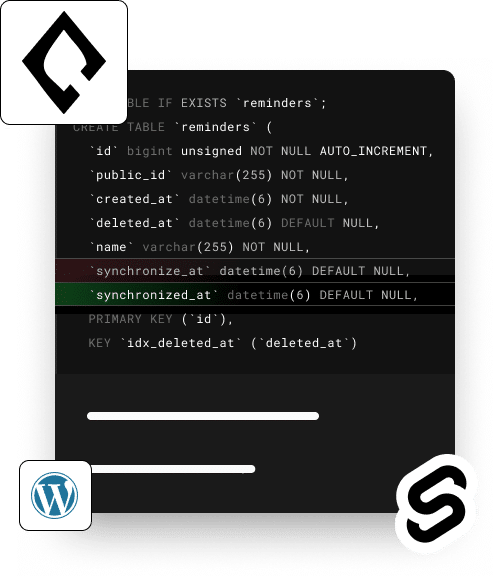 BLE IF EXISTS `reminders`;
CREATE TABLE `reminders` (
`id` bigint unsigned NOT NULL AUTO_INCREMENT,
`public_id` varchar(255) NOT NULL,
`created_at` datetime(6) NOT NULL,
`deleted_at` datetime(6) DEFAULT NULL,
`name` varchar(255) NOT NULL,
`synchronize_at` datetime(6) DEFAULT NULL,
`synchronized_at` datetime(6) DEFAULT NULL,
PRIMARY KEY (`id`),
KEY `idx_deleted_at` (`deleted_at`)
W
S